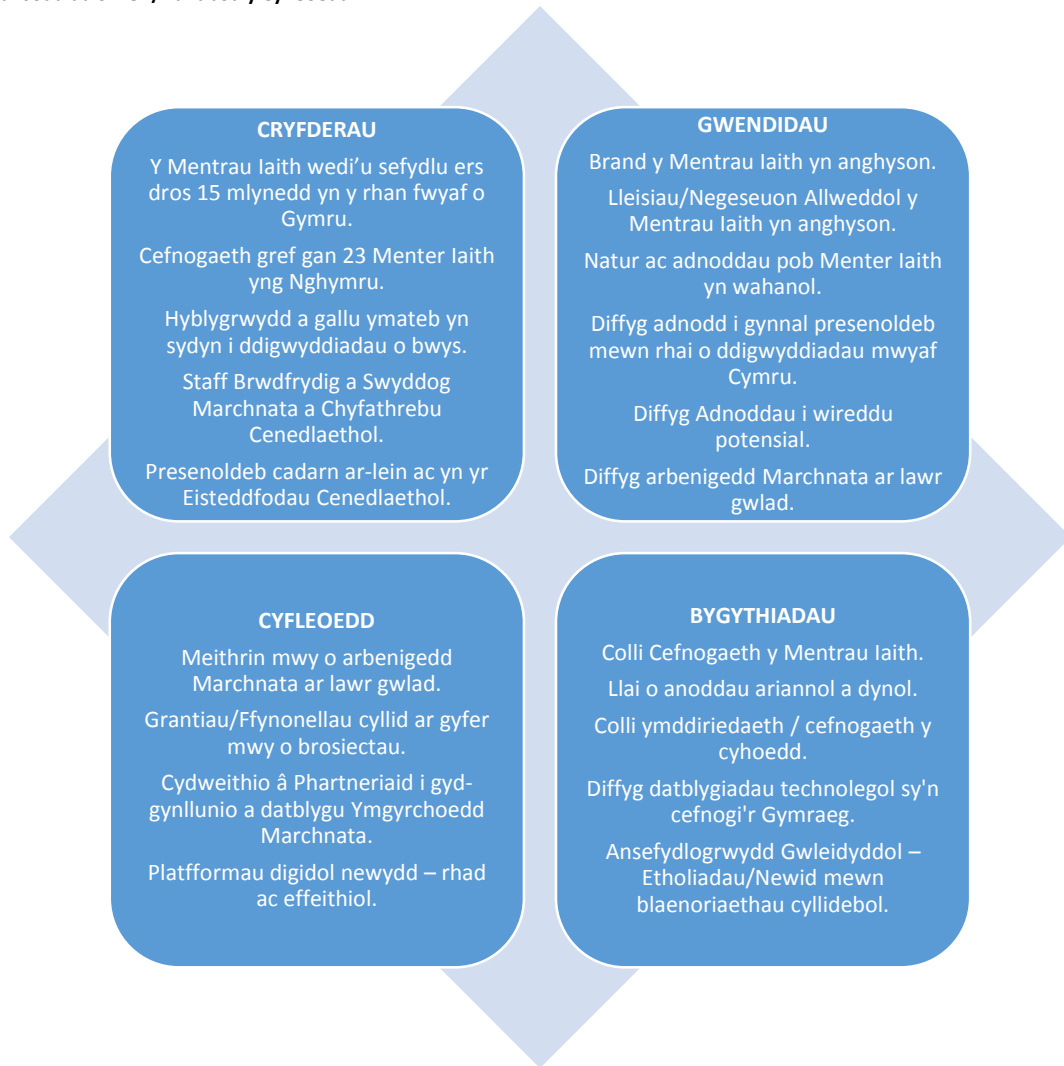 CRYFDERAU
Y Mentrau Iaith wedi'u sefydlu ers
dros 15 mlynedd yn y rhan fwyaf o
Gymru.
Cefnogaeth gref gan 23 Menter Iaith
yng Nghymru.
Hyblygrwydd a gallu ymateb yn
sydyn i ddigwyddiadau o bwys.
Staff Brwdfrydig a Swyddog
Marchnata a Chyfathrebu
Cenedlaethol.
Presenoldeb cadarn ar-lein ac yn yr
Eisteddfodau Cenedlaethol.
GWENDIDAU
Brand y Mentrau Iaith yn anghyson.
Lleisiau/Negeseuon Allweddol y
Mentrau Iaith yn anghyson.
Natur ac adnoddau pob Menter Iaith
yn wahanol.
Diffyg adnodd i gynnal presenoldeb
mewn rhai o ddigwyddiadau mwyaf
Cymru.
Diffyg Adnoddau i wireddu
potensial.
Diffyg arbenigedd Marchnata ar lawr
gwlad.
CYFLEOEDD
Meithrin mwy o arbenigedd
Marchnata ar lawr gwlad.
Grantiau/Ffynonellau cyllid ar gyfer
mwy o brosiectau.
Cydweithio â Phartneriaid i gyd-
gynllunio a datblygu Ymgyrchoedd
Marchnata.
Platfformau digidol newydd – rhad
ac effeithiol.
BYGYTHIADAU
Colli Cefnogaeth y Mentrau Iaith.
Llai o anoddau ariannol a dynol.
Colli ymddiriedaeth / cefnogaeth y
cyhoedd.
Diffyg datblygiadau technolegol sy'n
cefnogi'r Gymraeg.
Ansefydlogrwydd Gwleidyddol –
Etholiadau/Newid mewn
blaenoriaethau cyllidebol.